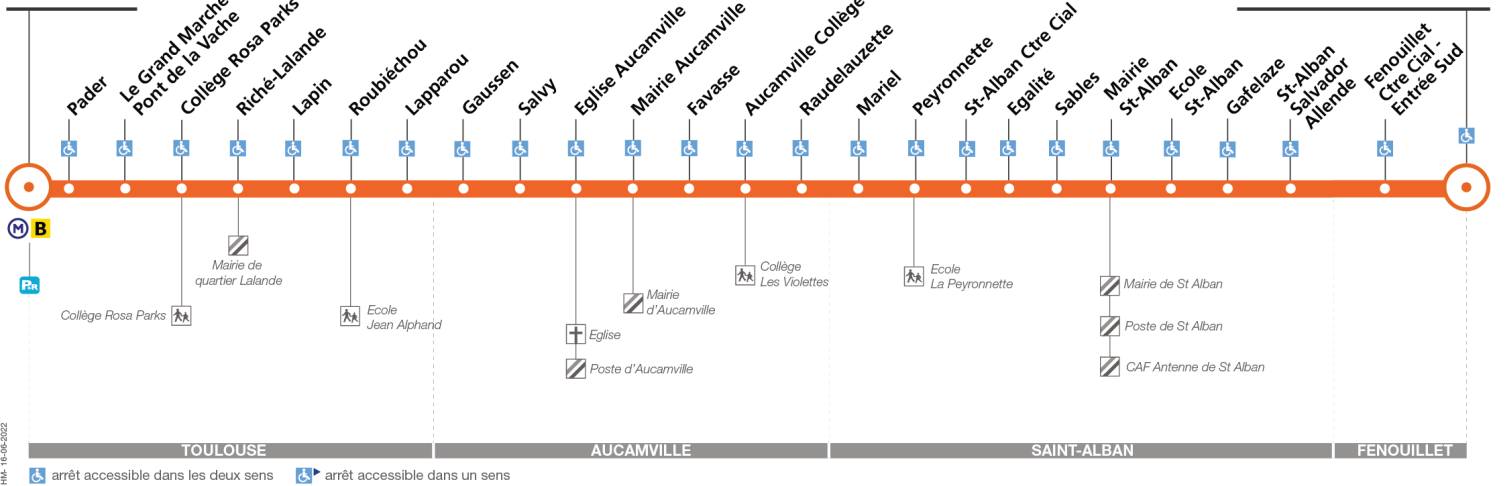 Pader
Le Grand Marché
Pont de la Vache
Collège Rosa Parks
Riché-Lalande
Lapin
Roubiéchou
Lapparou
Gaussen
Salvy
Eglise Aucamville
Mairie Aucamville
Favasse
Aucamville Collège
Raudelauzette
Mariel
Peyronnette
St-Alban Ctre Cial
Egalité
Sables
Mairie
St-Alban
Ecole
St-Alban
Gafelaze
St-Alban
Salvador
Allende
Fenouillet
Ctre Cial -
Entrée Sud
M B
P+R
Mairie de
quartier Lalande
Collège Rosa Parks
Ecole
Jean Alphand
Eglise
Poste d'Aucamville
Mairie
d'Aucamville
Collège
Les Violettes
Ecole
La Peyronnette
Mairie de St Alban
Poste de St Alban
CAF Antenne de St Alban
TOULOUSE
AUCAMVILLE
SAINT-ALBAN
FENOUILLET
arrêt accessible dans les deux sens
arrêt accessible dans un sens
HM- 16-06-2022